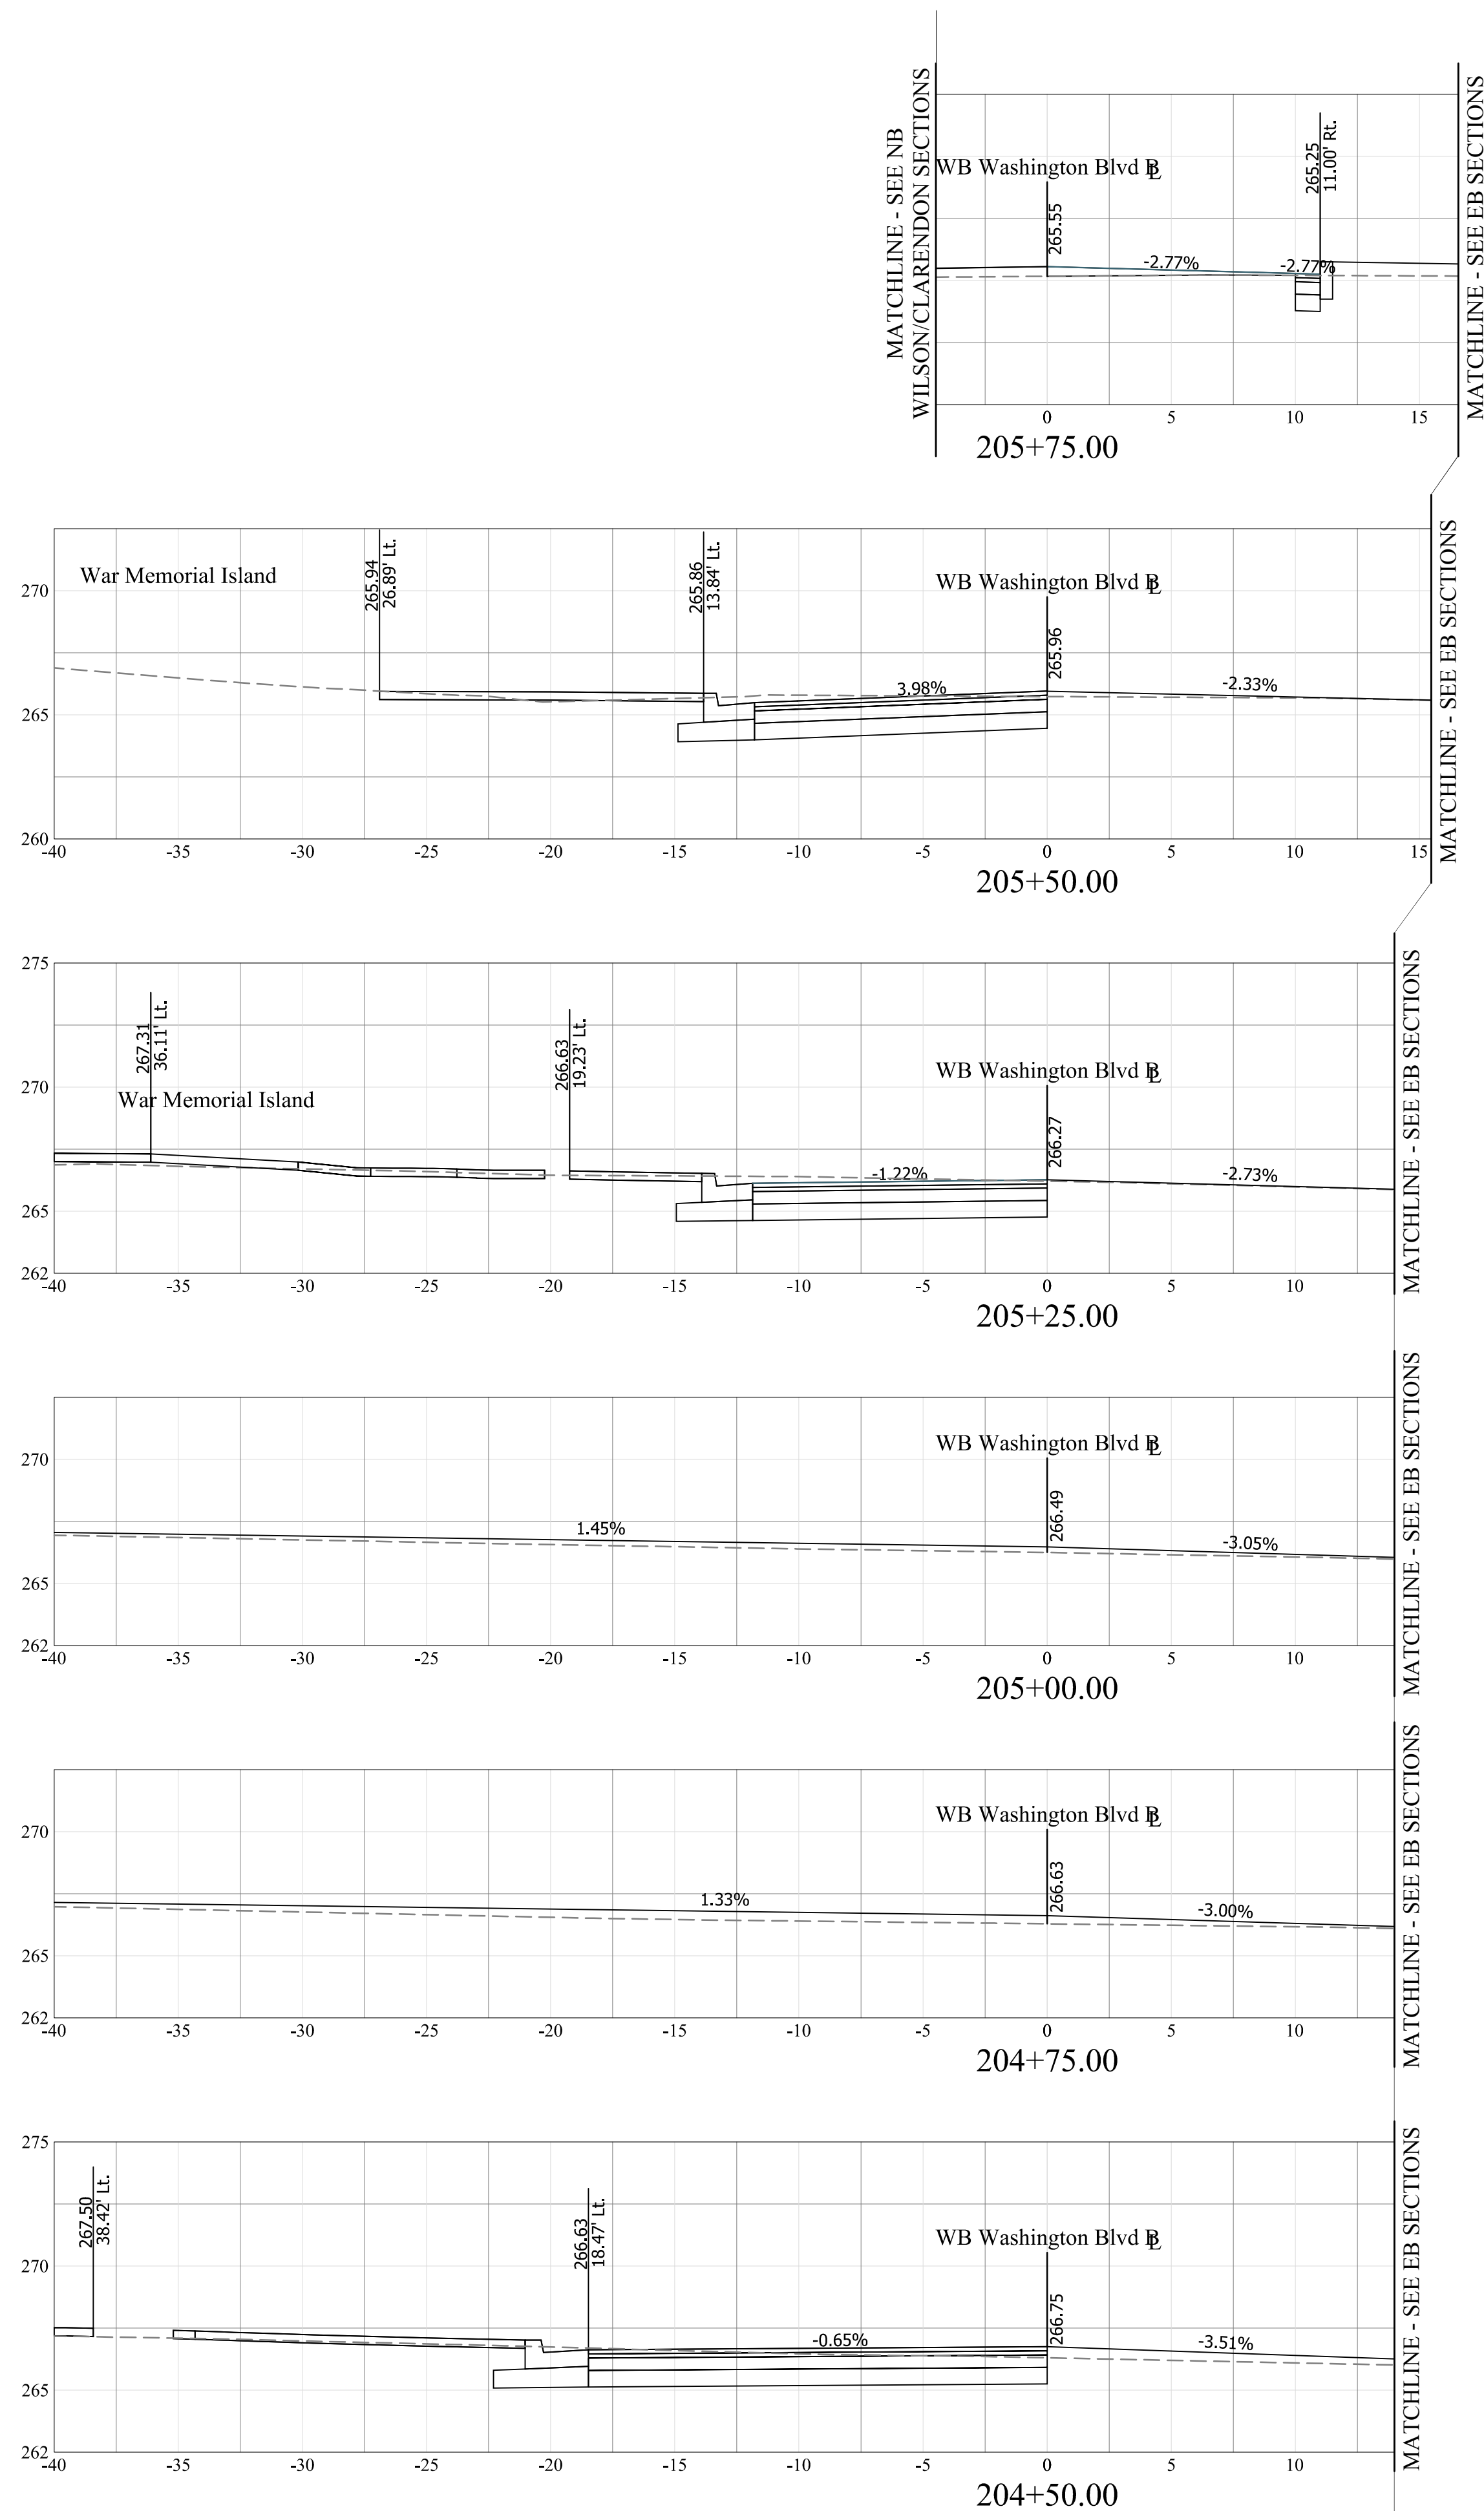 MATCHLINE - SEE NB
WILSON/CLARENDON SECTIONS
WB Washington Blvd BL
265.55
265.25
11.00' Rt.
-2.77%
-2.77%
MATCHLINE - SEE EB SECTIONS
0 5 10 15
205+75.00
War Memorial Island
265.94
26.89' Lt.
265.86
13.84' Lt.
WB Washington Blvd BL
265.96
3.98%
-2.33%
270
265
260
MATCHLINE - SEE EB SECTIONS
-40 -35 -30 -25 -20 -15 -10 -5 0 5 10 15
205+50.00
275
267.31
36.11' Lt.
266.63
19.23' Lt.
War Memorial Island
WB Washington Blvd BL
266.27
-1.22%
-2.73%
270
265
262
MATCHLINE - SEE EB SECTIONS
-40 -35 -30 -25 -20 -15 -10 -5 0 5 10
205+25.00
WB Washington Blvd BL
266.49
1.45%
-3.05%
270
265
262
MATCHLINE - SEE EB SECTIONS
-40 -35 -30 -25 -20 -15 -10 -5 0 5 10
205+00.00
WB Washington Blvd BL
266.63
1.33%
-3.00%
270
265
262
MATCHLINE - SEE EB SECTIONS
-40 -35 -30 -25 -20 -15 -10 -5 0 5 10
204+75.00
275
267.50
38.42' Lt.
266.63
18.47' Lt.
WB Washington Blvd BL
266.75
-0.65%
-3.51%
270
265
262
MATCHLINE - SEE EB SECTIONS
-40 -35 -30 -25 -20 -15 -10 -5 0 5 10
204+50.00